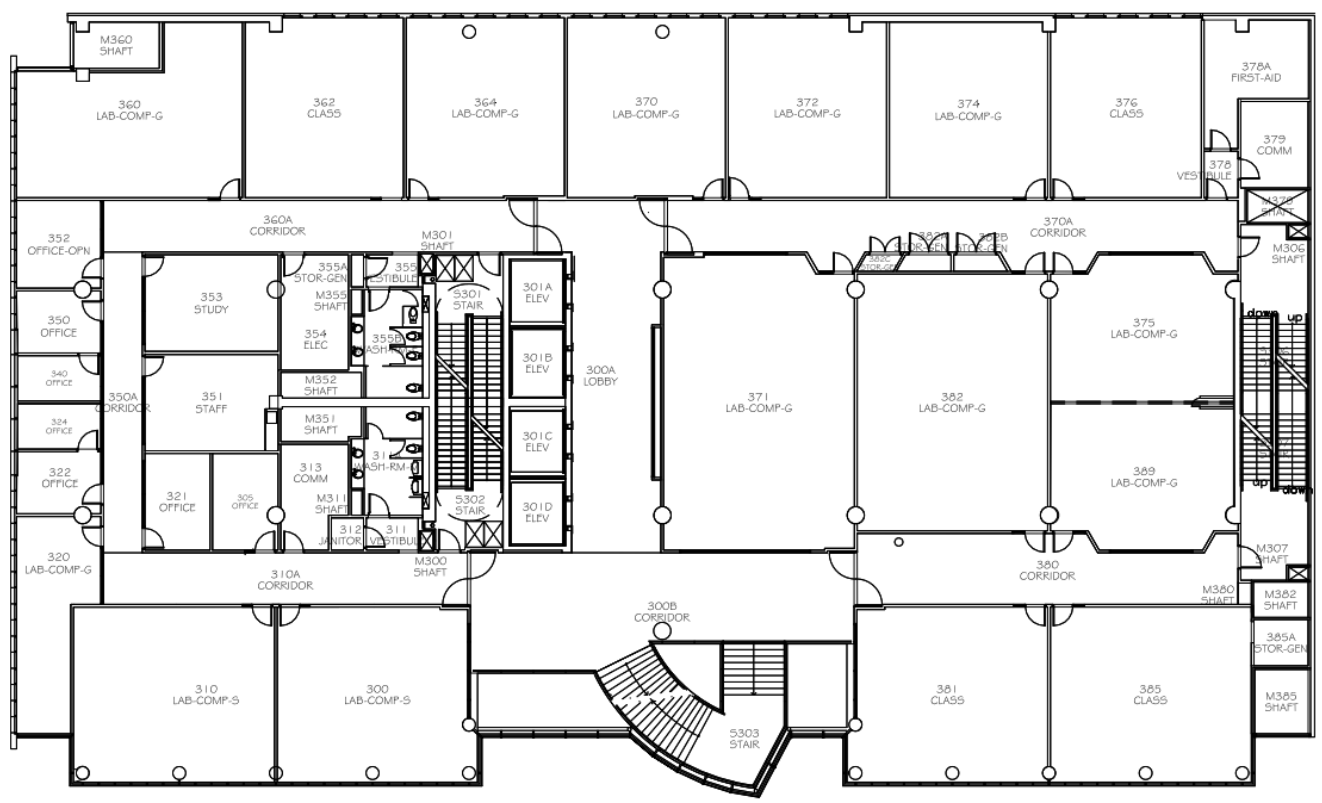 M360
SHAFT
360
LAB-COMP-G
362
CLASS
364
LAB-COMP-G
370
LAB-COMP-G
372
LAB-COMP-G
374
LAB-COMP-G
376
CLASS
378A
FIRST-AID
379
COMM
378
VESTIBULE
M378
SHAFT
352
OFFICE-OPN
360A
CORRIDOR
M301
SHAFT
370A
CORRIDOR
382A
STOR-GEN
382B
STOR-GEN
382C
STOR-GEN
M306
SHAFT
353
STUDY
355A
STOR-GEN
355
VESTIBULE
M355
SHAFT
S301
STAIR
301A
ELEV
350
OFFICE
354
ELEC
355B
301B
ELEV
300A
LOBBY
375
LAB-COMP-G
down up
340
OFFICE
350A
CORRIDOR
351
STAFF
M352
SHAFT
M351
SHAFT
371
LAB-COMP-G
382
LAB-COMP-G
324
OFFICE
301C
ELEV
322
OFFICE
321
OFFICE
305
OFFICE
313
COMM
WASH-RM-M
389
LAB-COMP-G
STAIR
up
down
M311
SHAFT
S302
STAIR
301D
ELEV
312
JANITOR
311
VESTIBULE
M300
SHAFT
320
LAB-COMP-G
310A
CORRIDOR
380
CORRIDOR
M307
SHAFT
M380
SHAFT
M382
SHAFT
300B
CORRIDOR
385A
STOR-GEN
310
LAB-COMP-S
300
LAB-COMP-S
381
CLASS
385
CLASS
M385
SHAFT
S303
STAIR